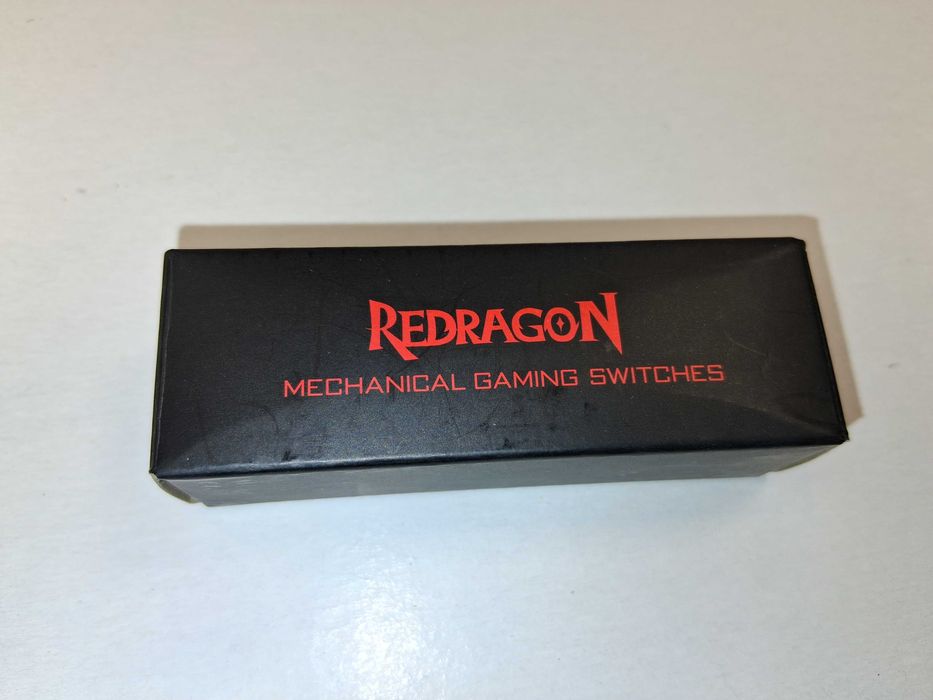 REDRAGON
MECHANICAL GAMING SWITCHES